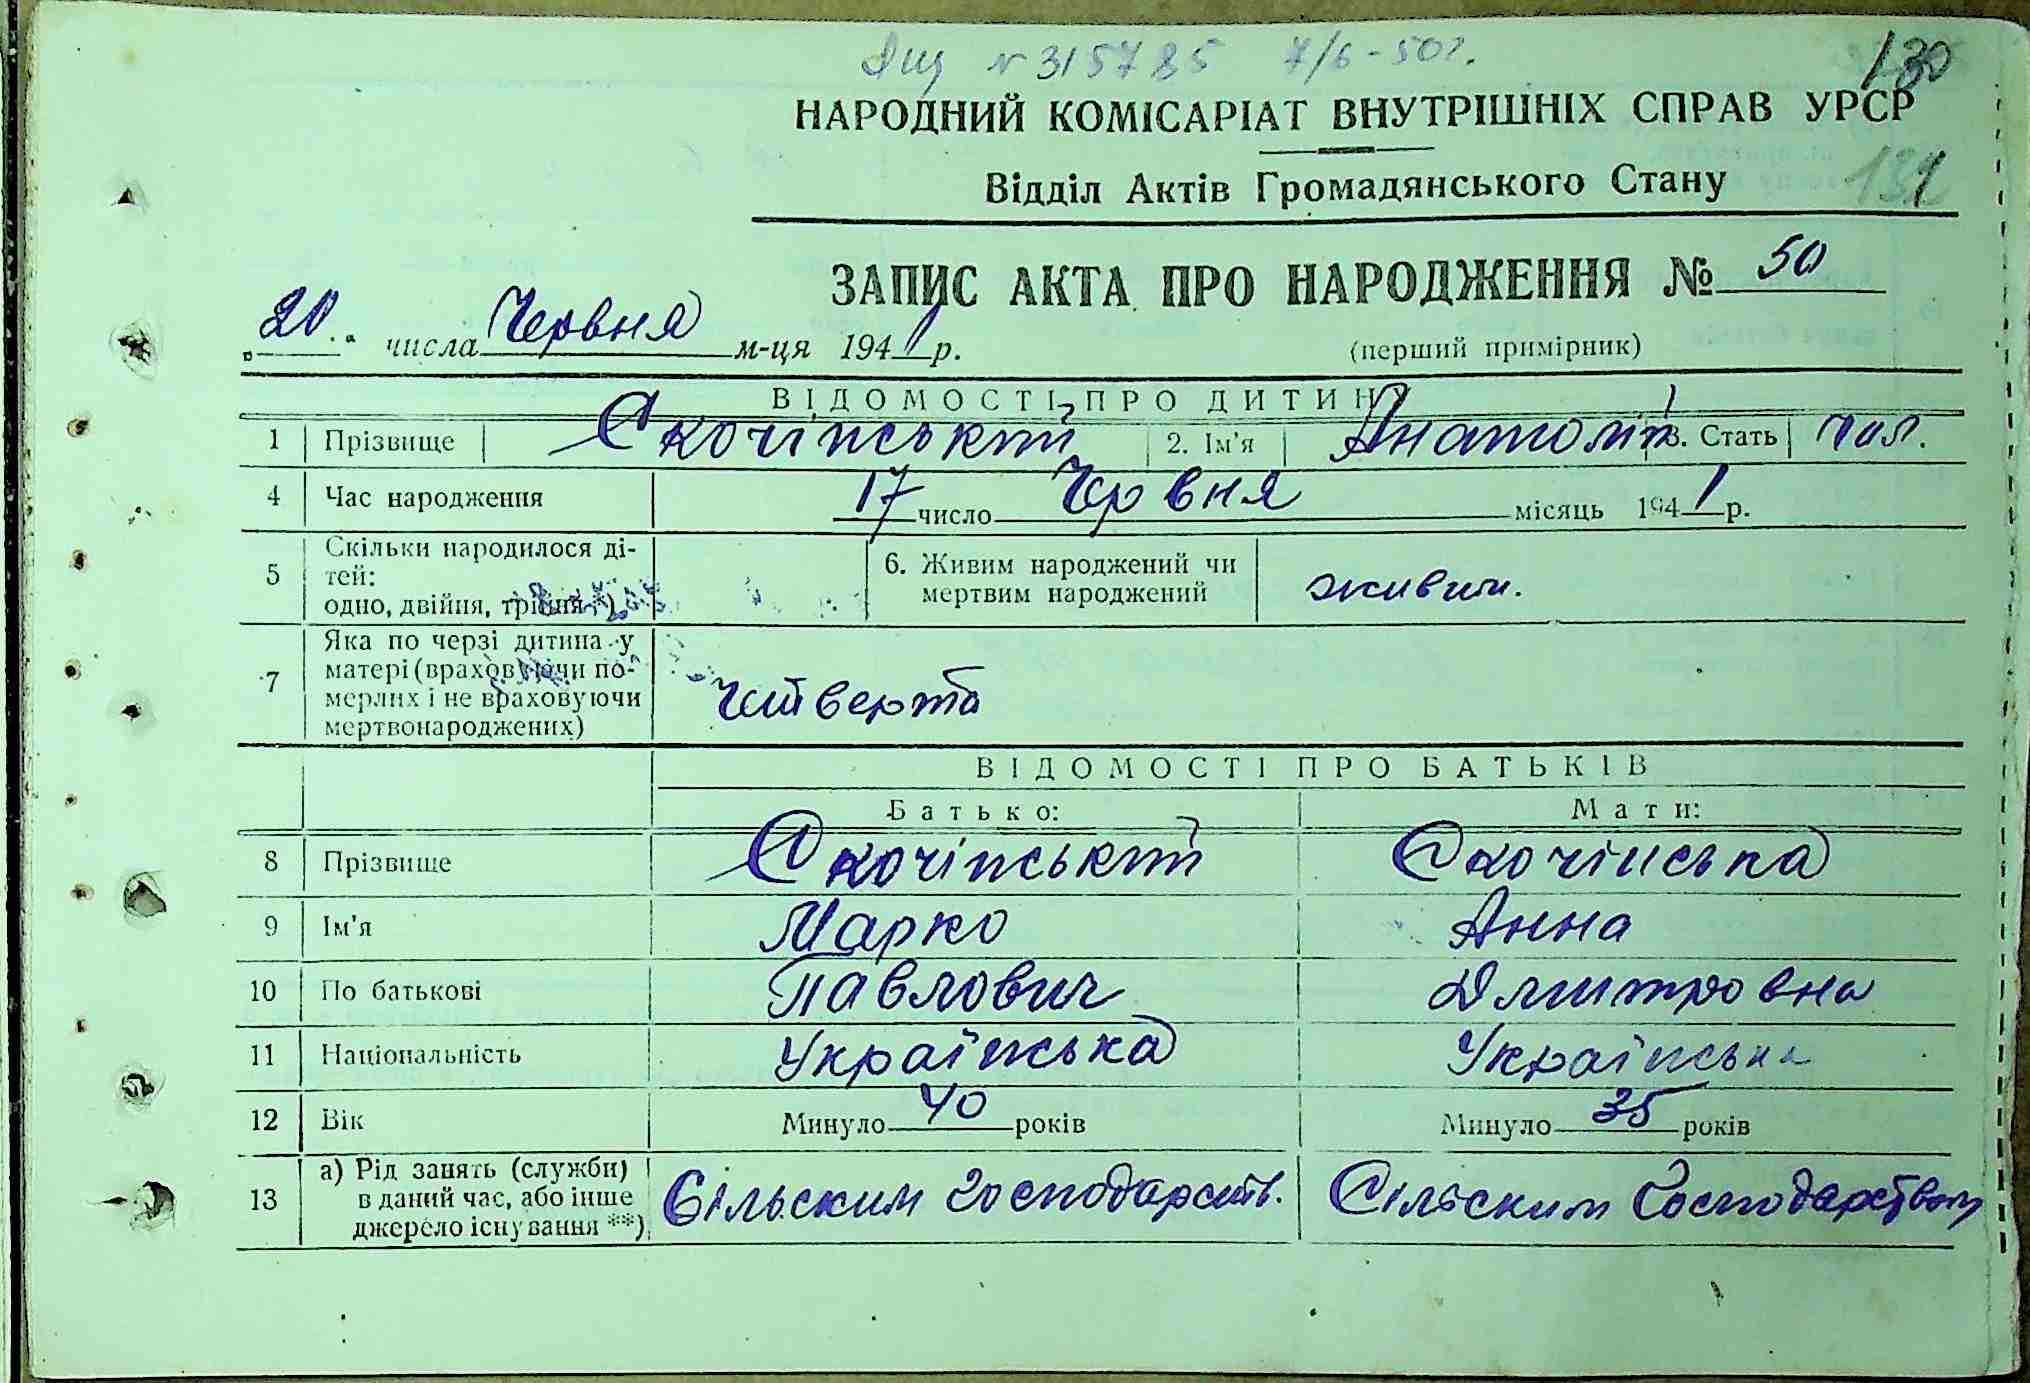 N 315785 7/6-50г.
130
НАРОДНИЙ КОМІСАРІАТ ВНУТРІШНІХ СПРАВ УРСР
Відділ Актів Громадянського Стану
ЗАПИС АКТА ПРО НАРОДЖЕННЯ № 50
„20“ числа Червня м-ця 1941 р.
(перший примірник)
ВІДОМОСТІ ПРО ДИТИНУ
1 Прізвище Скочінський 2. Ім'я Анатолій 3. Стать чол.
4 Час народження 17 число Червня місяць 1941 р.
5 Скільки народилося ді-
тей:
одно, двійня, трійня *)
6. Живим народжений чи
мертвим народжений живим.
7 Яка по черзі дитина у
матері (враховуючи по-
мерлих і не враховуючи
мертвонароджених) Четверта
ВІДОМОСТІ ПРО БАТЬКІВ
Батько: Мати:
8 Прізвище Скочінський Скочінська
9 Ім'я Марко Анна
10 По батькові Павлович Дмитровна
11 Національність Українська Українська
12 Вік Минуло 40 років Минуло 35 років
13 а) Рід занять (служби)
в даний час, або інше
джерело існування **) Сільским господарств. Сільским Господарством